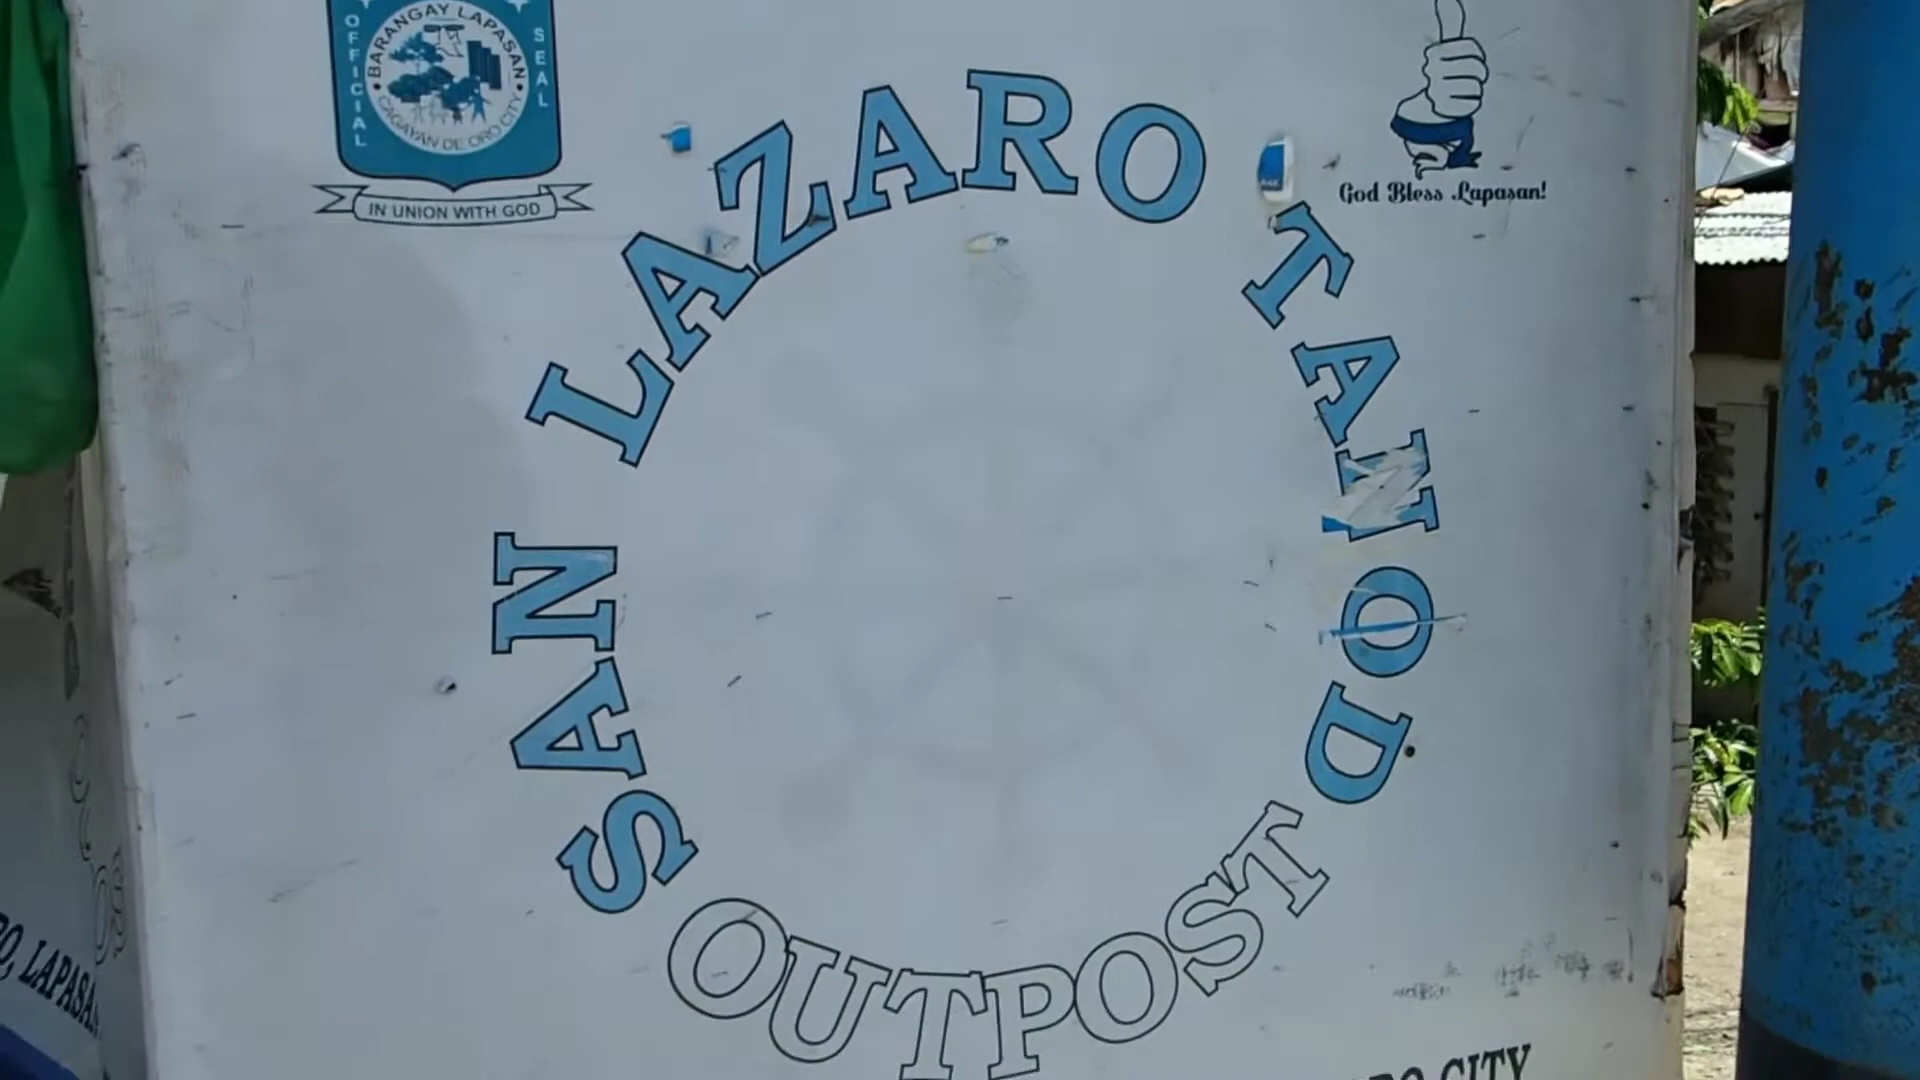 OFFICIAL SEAL
BARANGAY LAPASAN
CAGAYAN DE ORO CITY
IN UNION WITH GOD
God Bless Lapasan!
SAN LAZARO TANOD
OUTPOST
O, LAPASAN
RO CITY